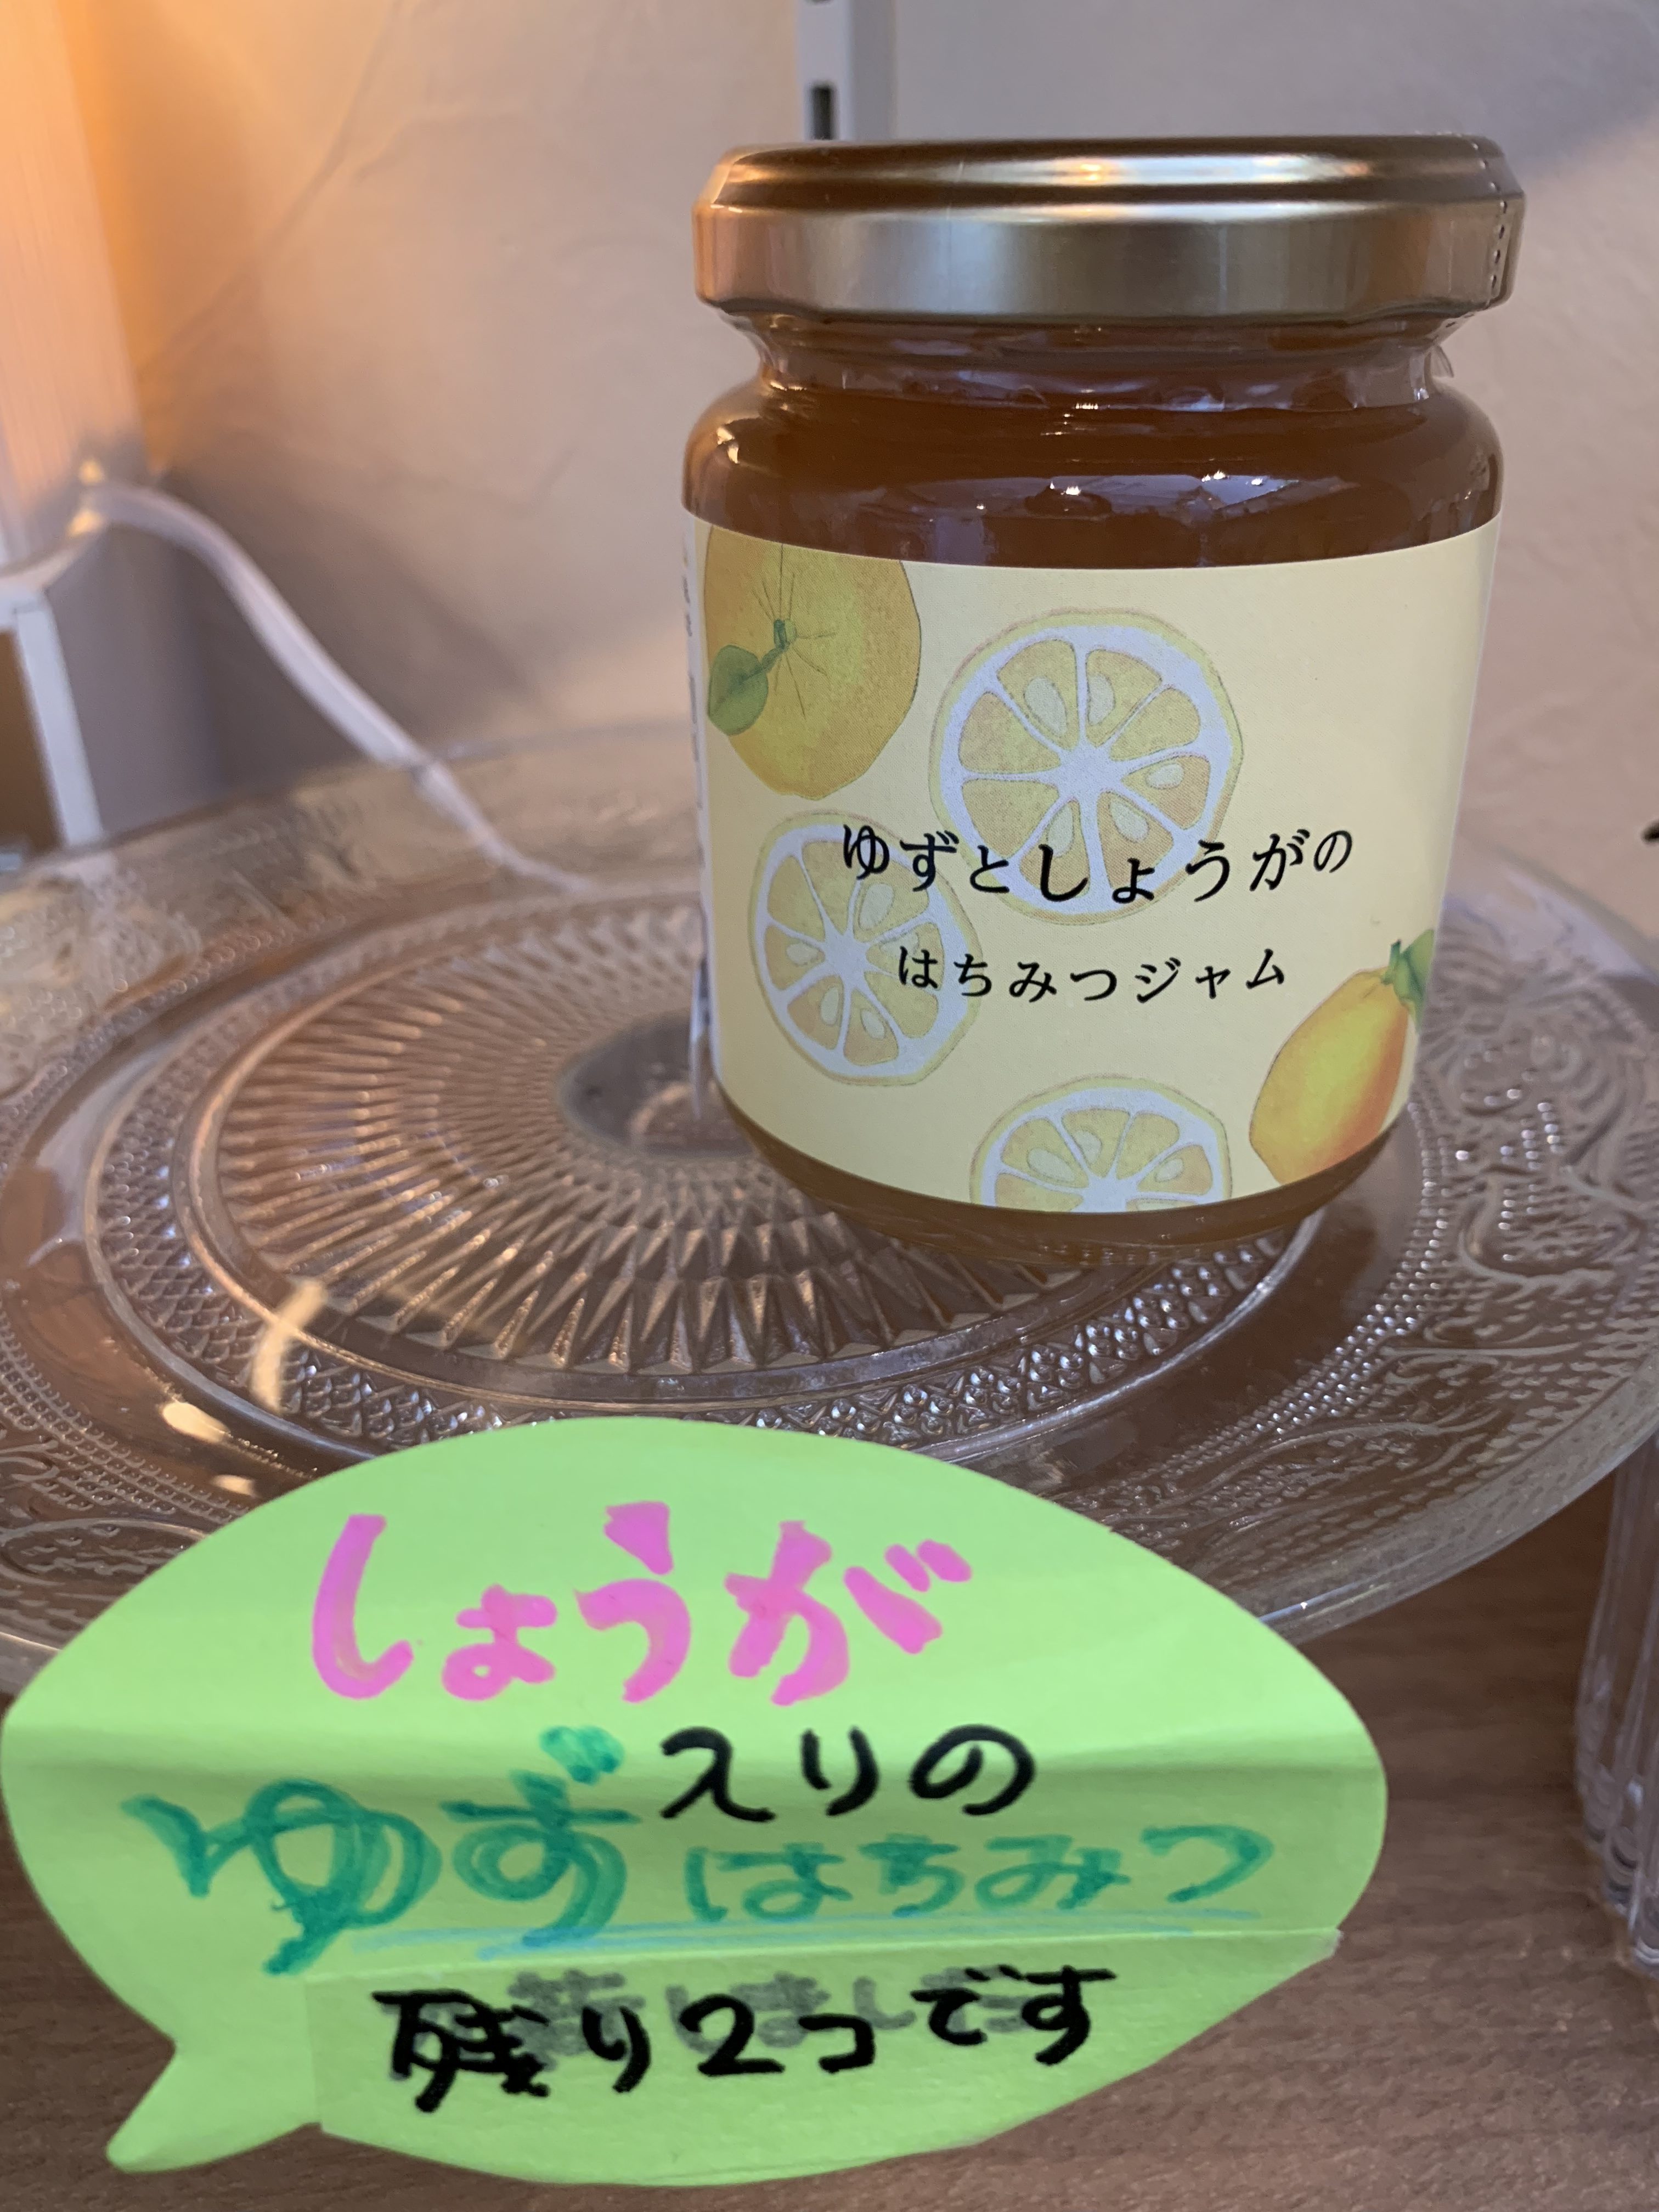 ゆずとしょうがの
はちみつジャム
しょうが
入りの
ゆず はちみつ
残り2コです